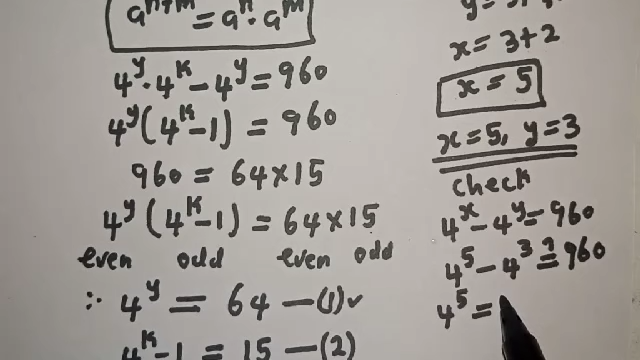 a^{n+m} = a^n · a^m
4^y · 4^k − 4^y = 960
4^y (4^k − 1) = 960
960 = 64 × 15
4^y (4^k − 1) = 64 × 15
even odd even odd
∴ 4^y = 64 — (1) ✓
4^k − 1 = 15 — (2)
x = 3 + 2
x = 5
x = 5, y = 3
check
4^x − 4^y = 960
4^5 − 4^3 ?= 960
4^5 =